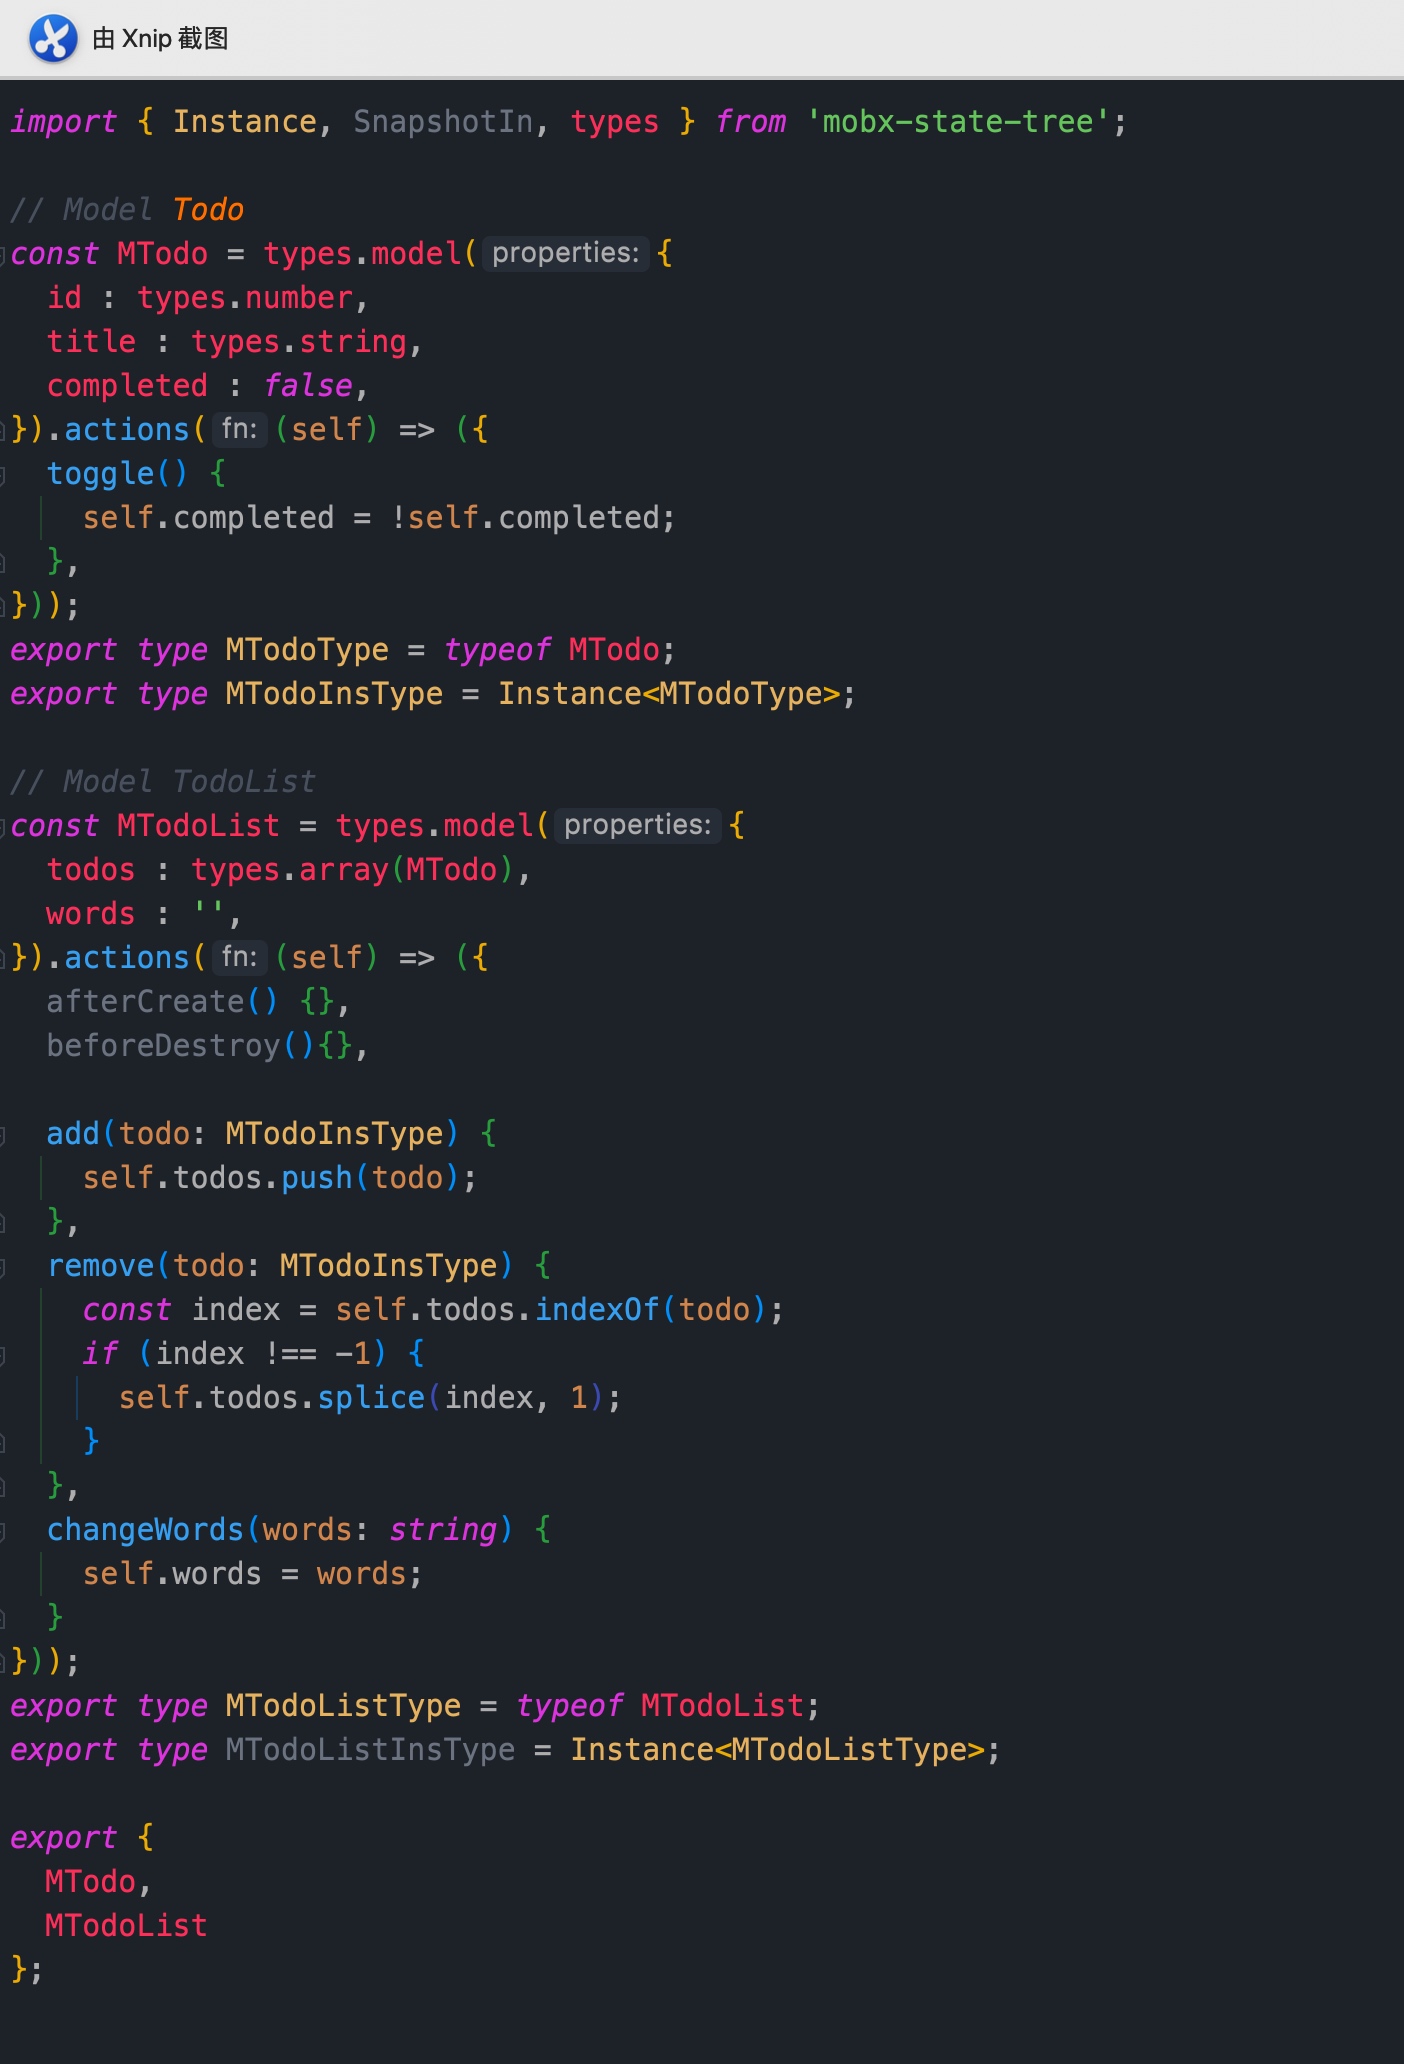 由 Xnip 截图
import { Instance, SnapshotIn, types } from 'mobx-state-tree';
// Model Todo
const MTodo = types.model( properties: {
  id : types.number,
  title : types.string,
  completed : false,
}).actions( fn: (self) => ({
  toggle() {
    self.completed = !self.completed;
  },
}));
export type MTodoType = typeof MTodo;
export type MTodoInsType = Instance<MTodoType>;
// Model TodoList
const MTodoList = types.model( properties: {
  todos : types.array(MTodo),
  words : '',
}).actions( fn: (self) => ({
  afterCreate() {},
  beforeDestroy(){},
  add(todo: MTodoInsType) {
    self.todos.push(todo);
  },
  remove(todo: MTodoInsType) {
    const index = self.todos.indexOf(todo);
    if (index !== -1) {
      self.todos.splice(index, 1);
    }
  },
  changeWords(words: string) {
    self.words = words;
  }
}));
export type MTodoListType = typeof MTodoList;
export type MTodoListInsType = Instance<MTodoListType>;
export {
  MTodo,
  MTodoList
};